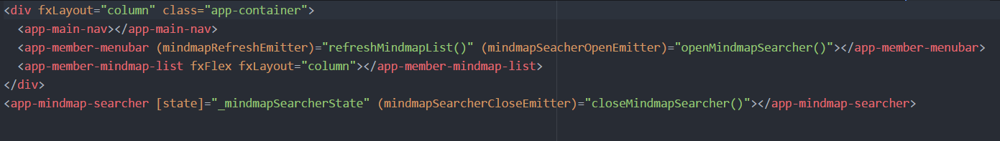 <div fxLayout="column" class="app-container">
  <app-main-nav></app-main-nav>
  <app-member-menubar (mindmapRefreshEmitter)="refreshMindmapList()" (mindmapSeacherOpenEmitter)="openMindmapSearcher()"></app-member-menubar>
  <app-member-mindmap-list fxFlex fxLayout="column"></app-member-mindmap-list>
</div>
<app-mindmap-searcher [state]="_mindmapSearcherState" (mindmapSearcherCloseEmitter)="closeMindmapSearcher()"></app-mindmap-searcher>